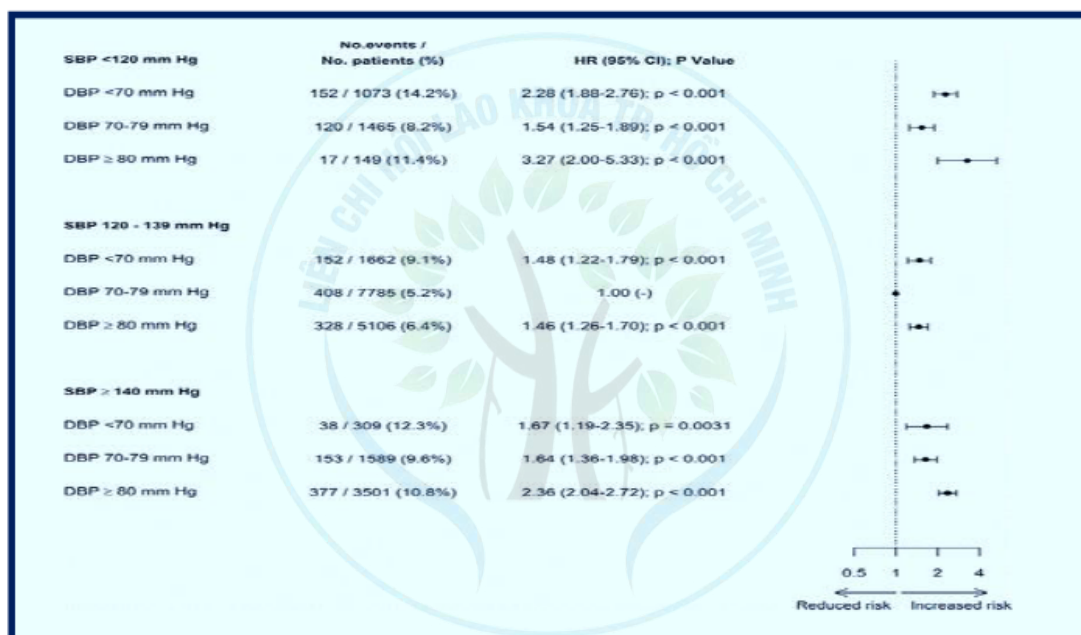 No.events /
SBP <120 mm Hg No. patients (%) HR (95% CI); P Value
DBP <70 mm Hg 152 / 1073 (14.2%) 2.28 (1.88-2.76); p < 0.001
DBP 70-79 mm Hg 120 / 1465 (8.2%) 1.54 (1.25-1.89); p < 0.001
DBP ≥ 80 mm Hg 17 / 149 (11.4%) 3.27 (2.00-5.33); p < 0.001
SBP 120 - 139 mm Hg
DBP <70 mm Hg 152 / 1662 (9.1%) 1.48 (1.22-1.79); p < 0.001
DBP 70-79 mm Hg 408 / 7785 (5.2%) 1.00 (-)
DBP ≥ 80 mm Hg 328 / 5106 (6.4%) 1.46 (1.26-1.70); p < 0.001
SBP ≥ 140 mm Hg
DBP <70 mm Hg 38 / 309 (12.3%) 1.67 (1.19-2.35); p = 0.0031
DBP 70-79 mm Hg 153 / 1589 (9.6%) 1.64 (1.36-1.98); p < 0.001
DBP ≥ 80 mm Hg 377 / 3501 (10.8%) 2.36 (2.04-2.72); p < 0.001
0.5 1 2 4
Reduced risk Increased risk
LIÊN CHI HỘI LÃO KHOA TP. HỒ CHÍ MINH